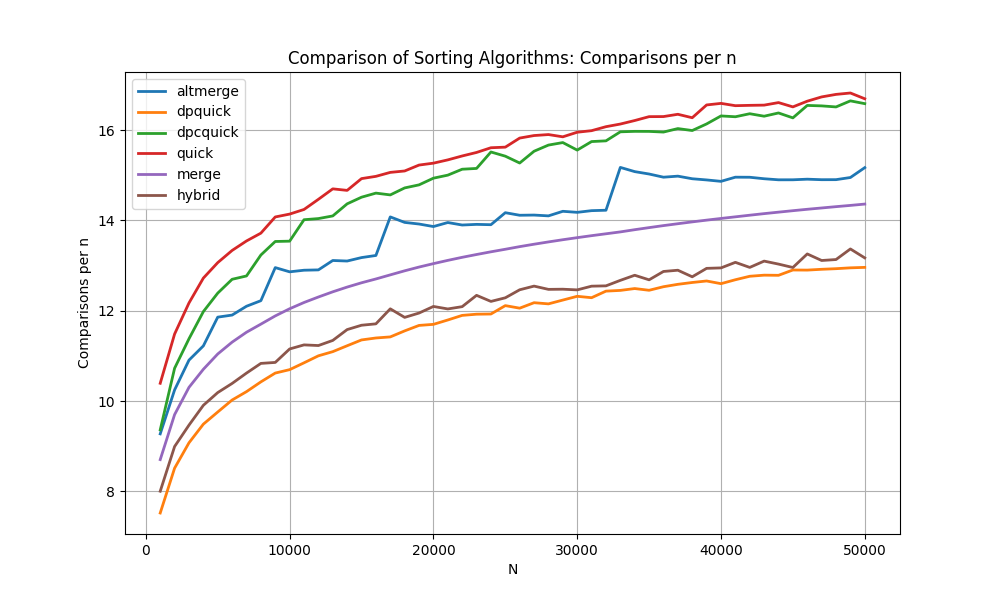 Comparison of Sorting Algorithms: Comparisons per n
altmerge
dpquick
dpcquick
quick
merge
hybrid
Comparisons per n
16
14
12
10
8
0 10000 20000 30000 40000 50000
N